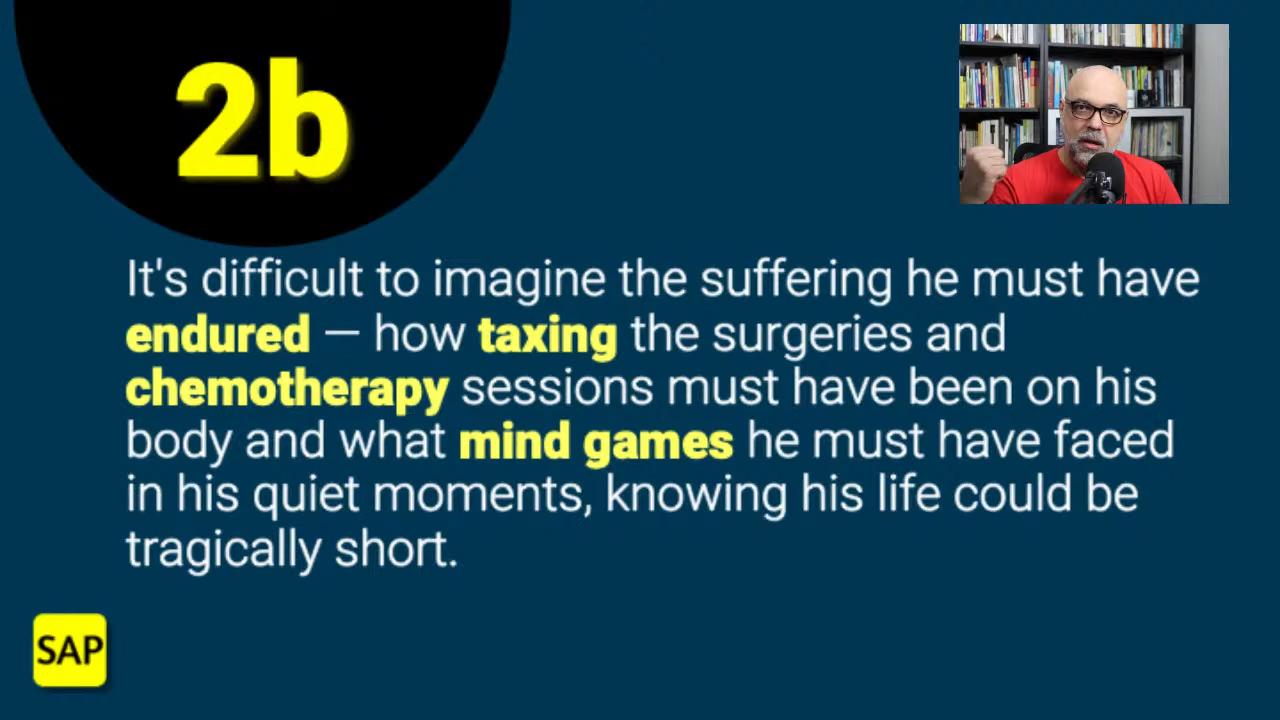 2b
It's difficult to imagine the suffering he must have
endured — how taxing the surgeries and
chemotherapy sessions must have been on his
body and what mind games he must have faced
in his quiet moments, knowing his life could be
tragically short.
SAP